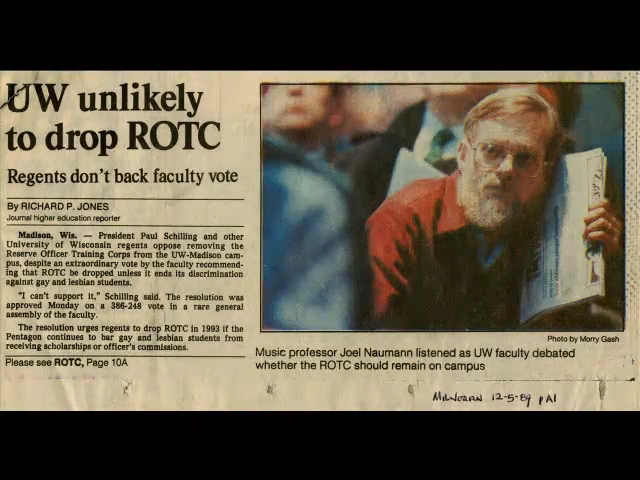 UW unlikely
to drop ROTC
Regents don't back faculty vote
By RICHARD P. JONES
Journal higher education reporter
Madison, Wis. — President Paul Schilling and other
University of Wisconsin regents oppose removing the
Reserve Officer Training Corps from the UW-Madison cam-
pus, despite an extraordinary vote by the faculty recommend-
ing that ROTC be dropped unless it ends its discrimination
against gay and lesbian students.
"I can't support it," Schilling said. The resolution was
approved Monday on a 386-248 vote in a rare general
assembly of the faculty.
The resolution urges regents to drop ROTC in 1993 if the
Pentagon continues to bar gay and lesbian students from
receiving scholarships or officer's commissions.
Please see ROTC, Page 10A
Photo by Morry Gash
Music professor Joel Naumann listened as UW faculty debated
whether the ROTC should remain on campus
12-5-89 pA1